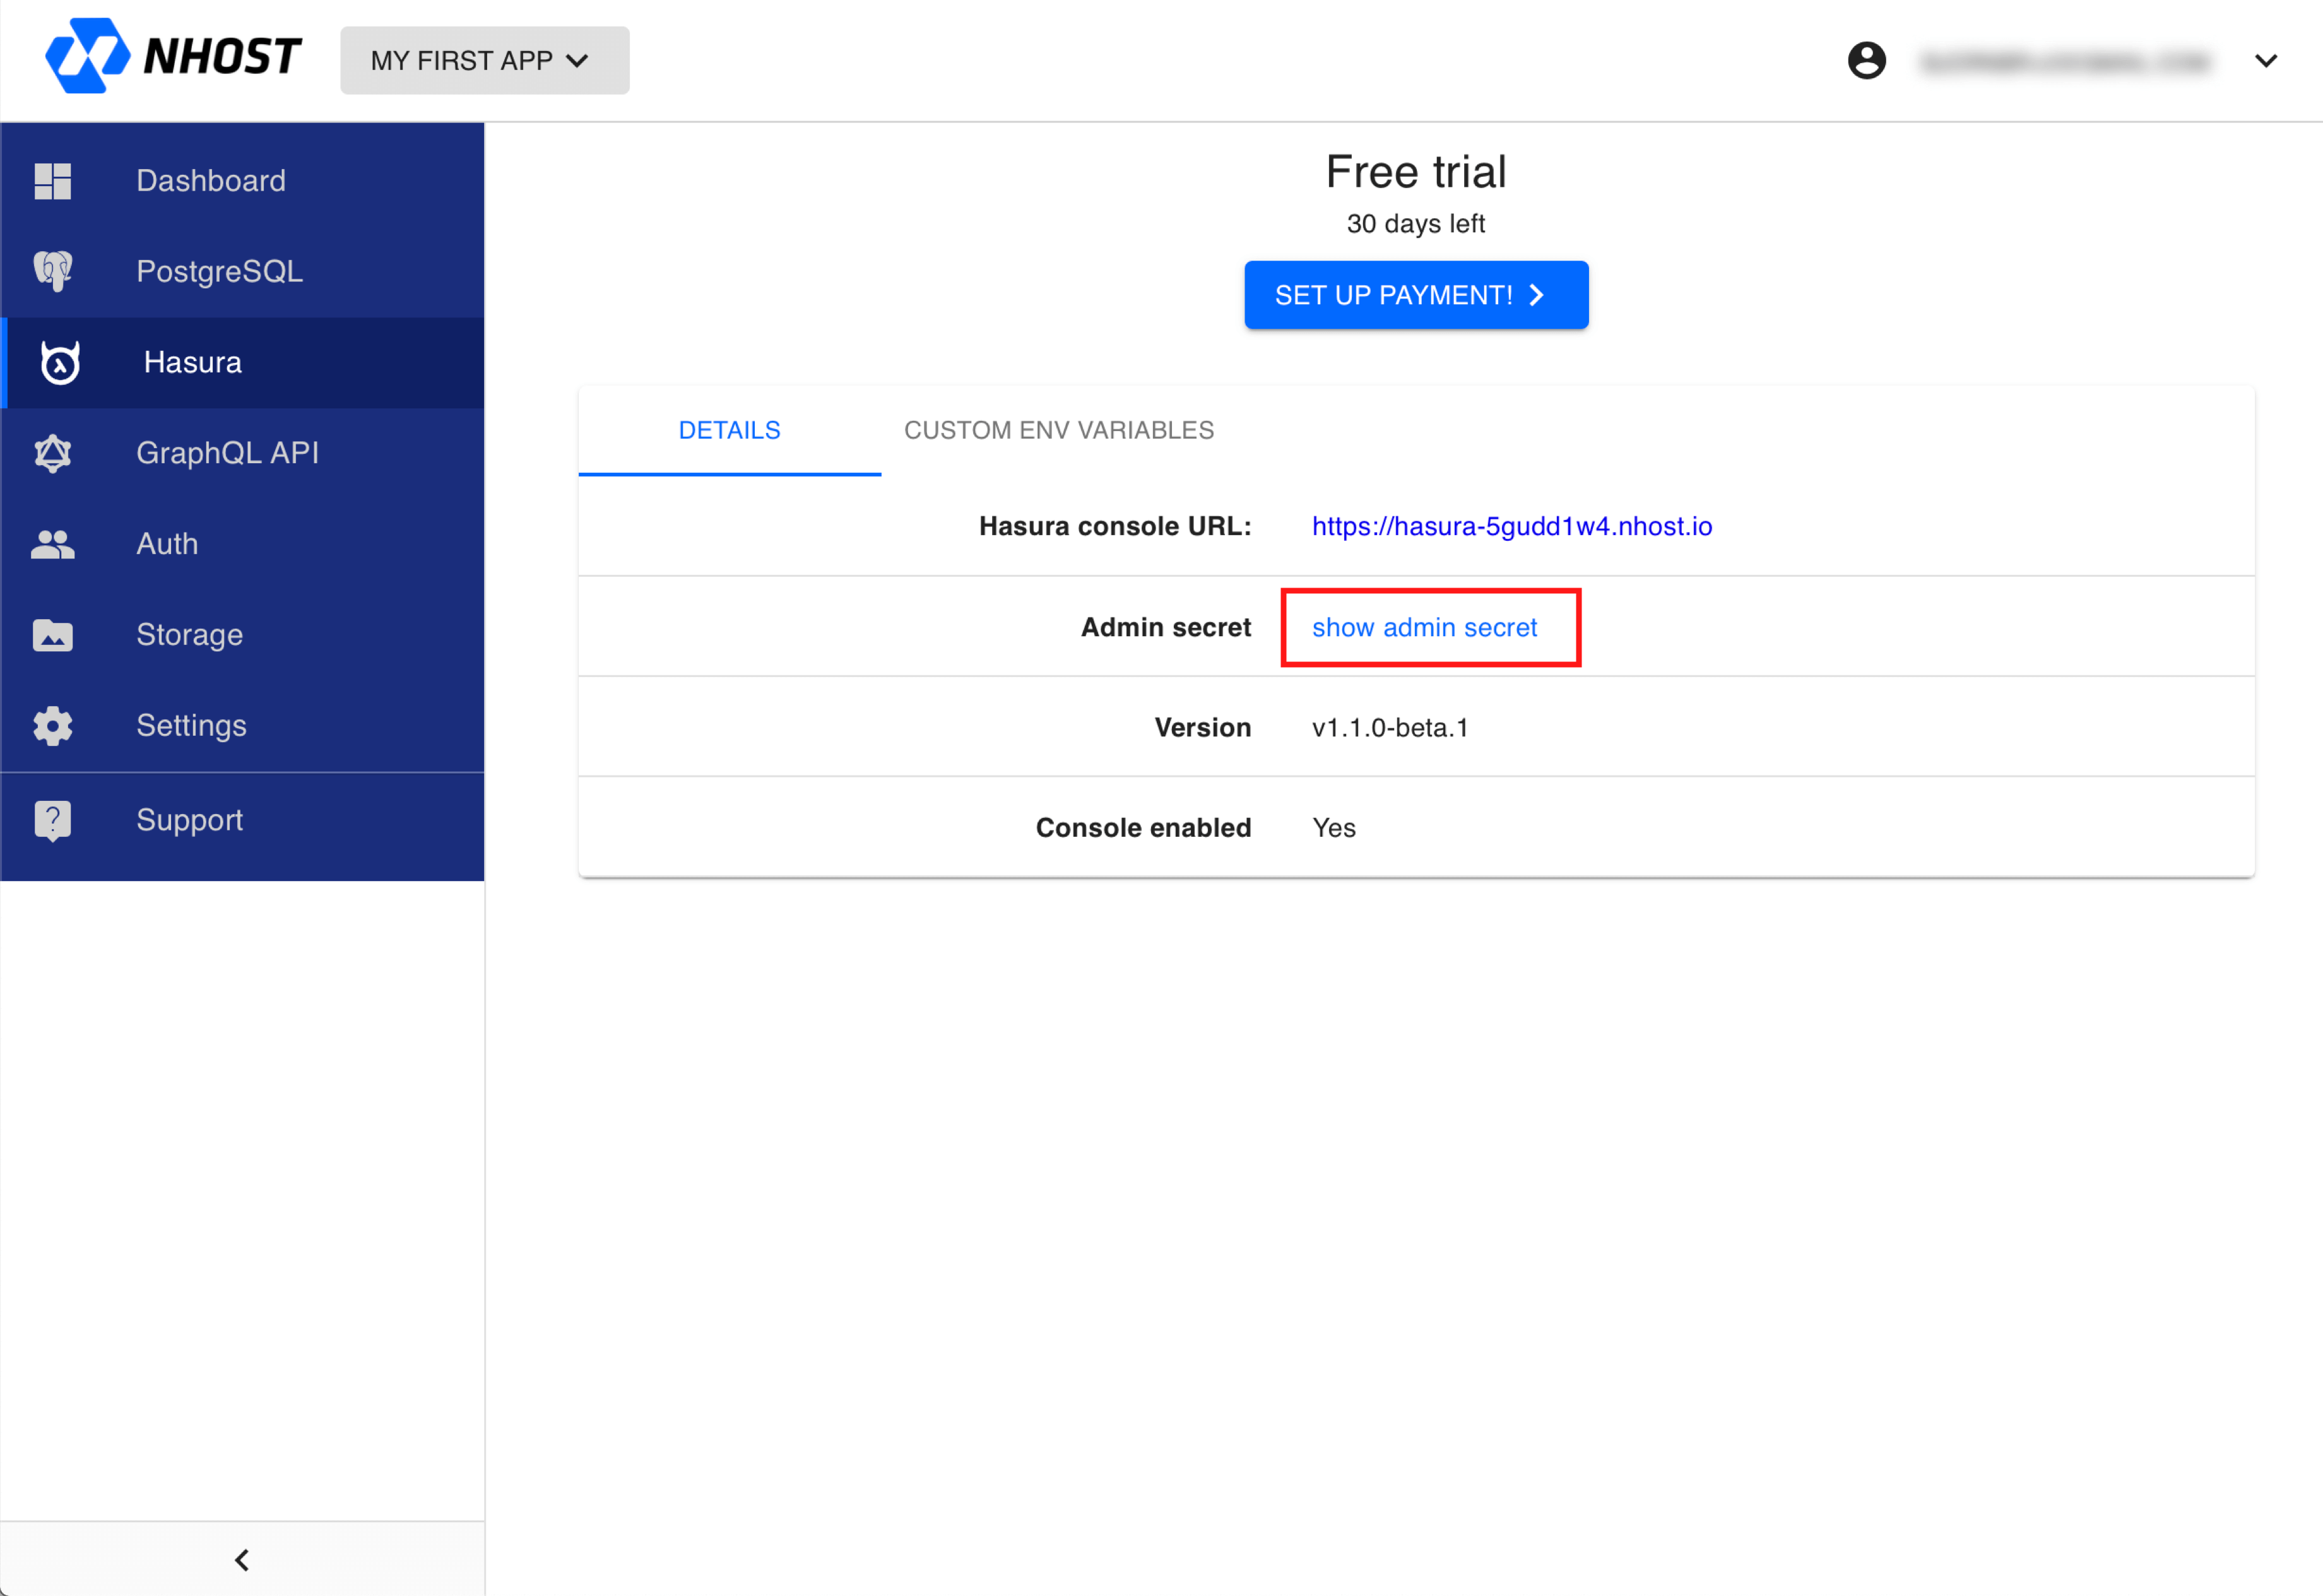 NHOST
MY FIRST APP
Dashboard
PostgreSQL
Hasura
GraphQL API
Auth
Storage
Settings
Support
Free trial
30 days left
SET UP PAYMENT!
DETAILS
CUSTOM ENV VARIABLES
Hasura console URL: https://hasura-5gudd1w4.nhost.io
Admin secret show admin secret
Version v1.1.0-beta.1
Console enabled Yes